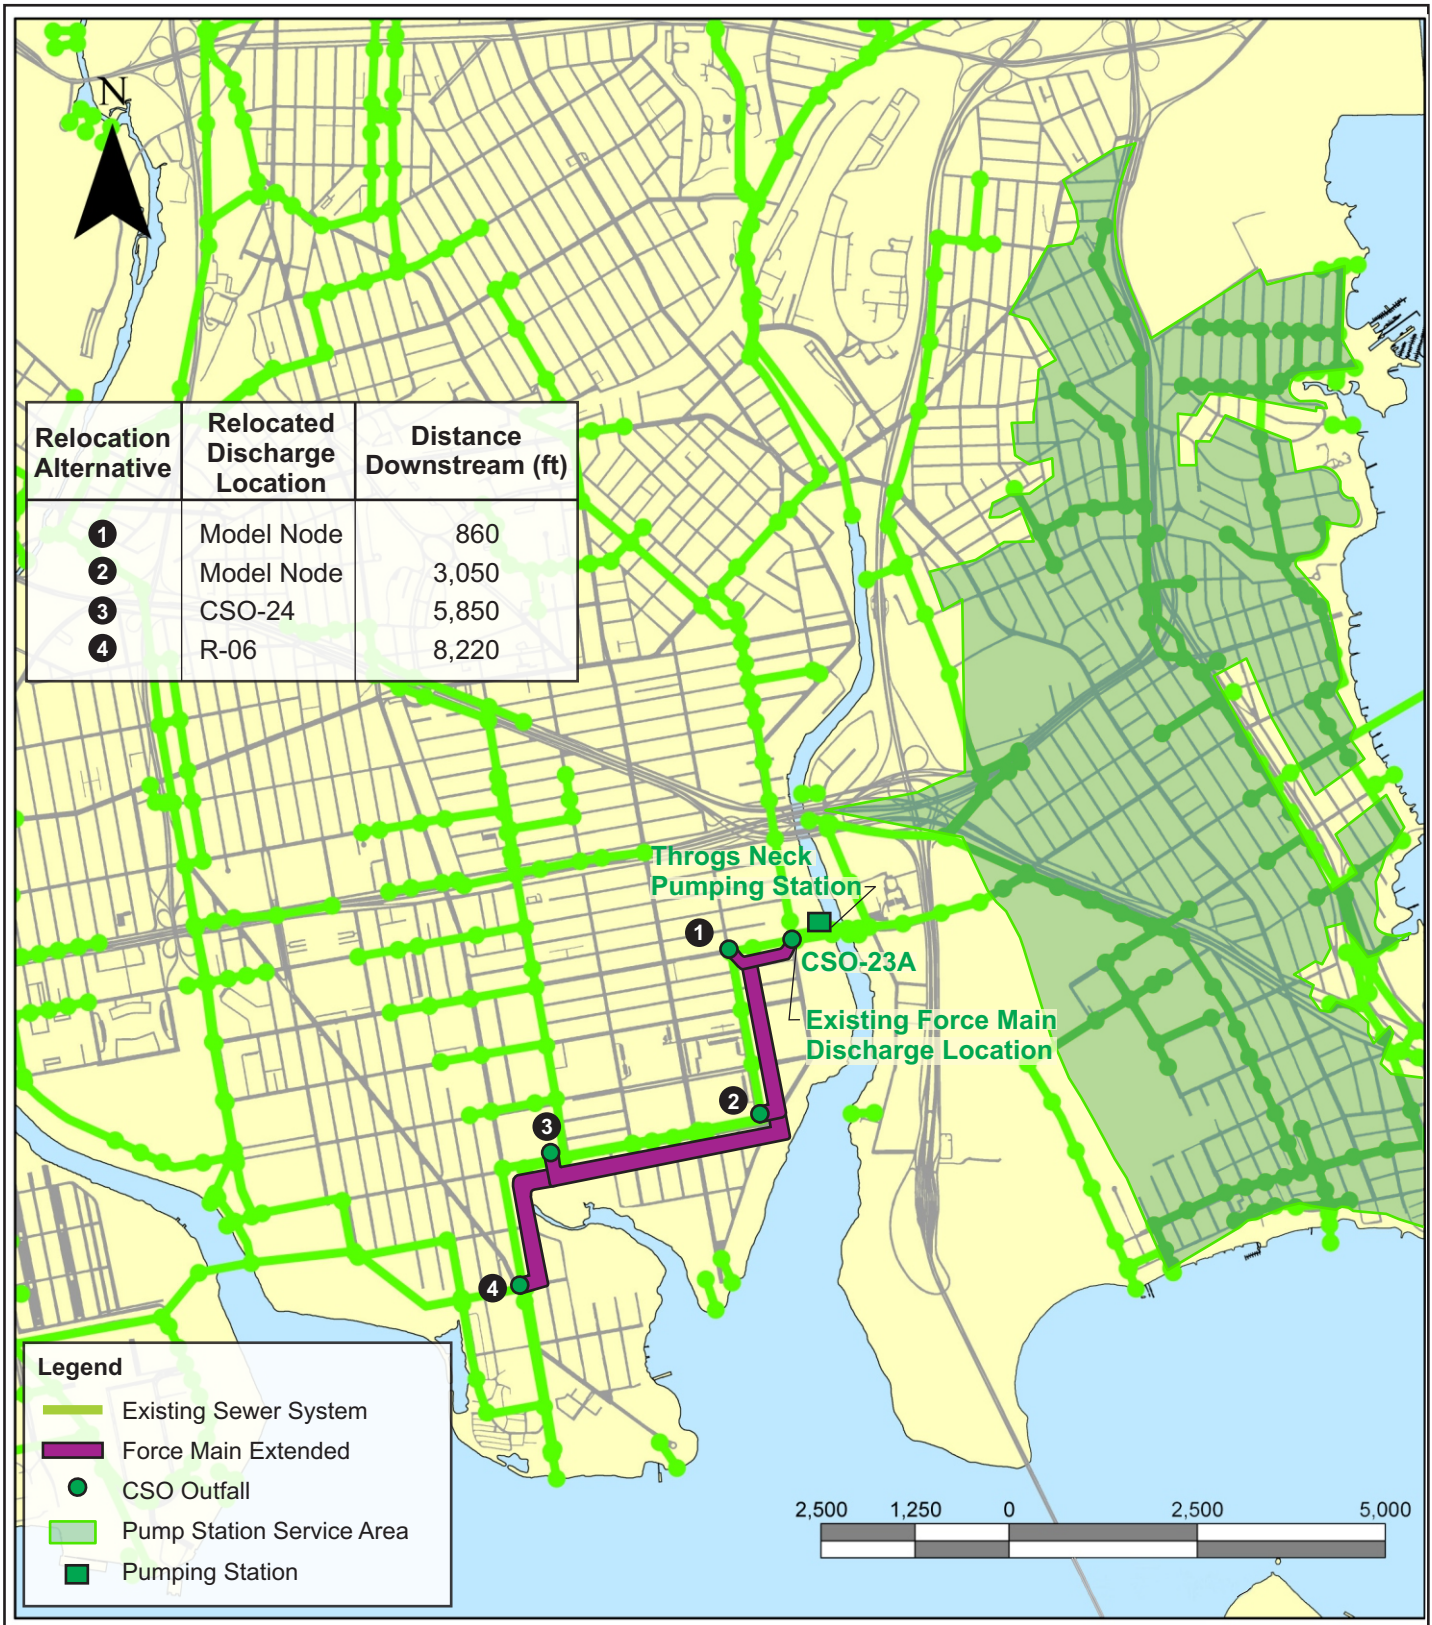 N
Relocation Alternative
Relocated Discharge Location
Distance Downstream (ft)
1 Model Node 860
2 Model Node 3,050
3 CSO-24 5,850
4 R-06 8,220
Throgs Neck
Pumping Station
1
CSO-23A
Existing Force Main
Discharge Location
2
3
4
Legend
Existing Sewer System
Force Main Extended
CSO Outfall
Pump Station Service Area
Pumping Station
2,500 1,250 0 2,500 5,000